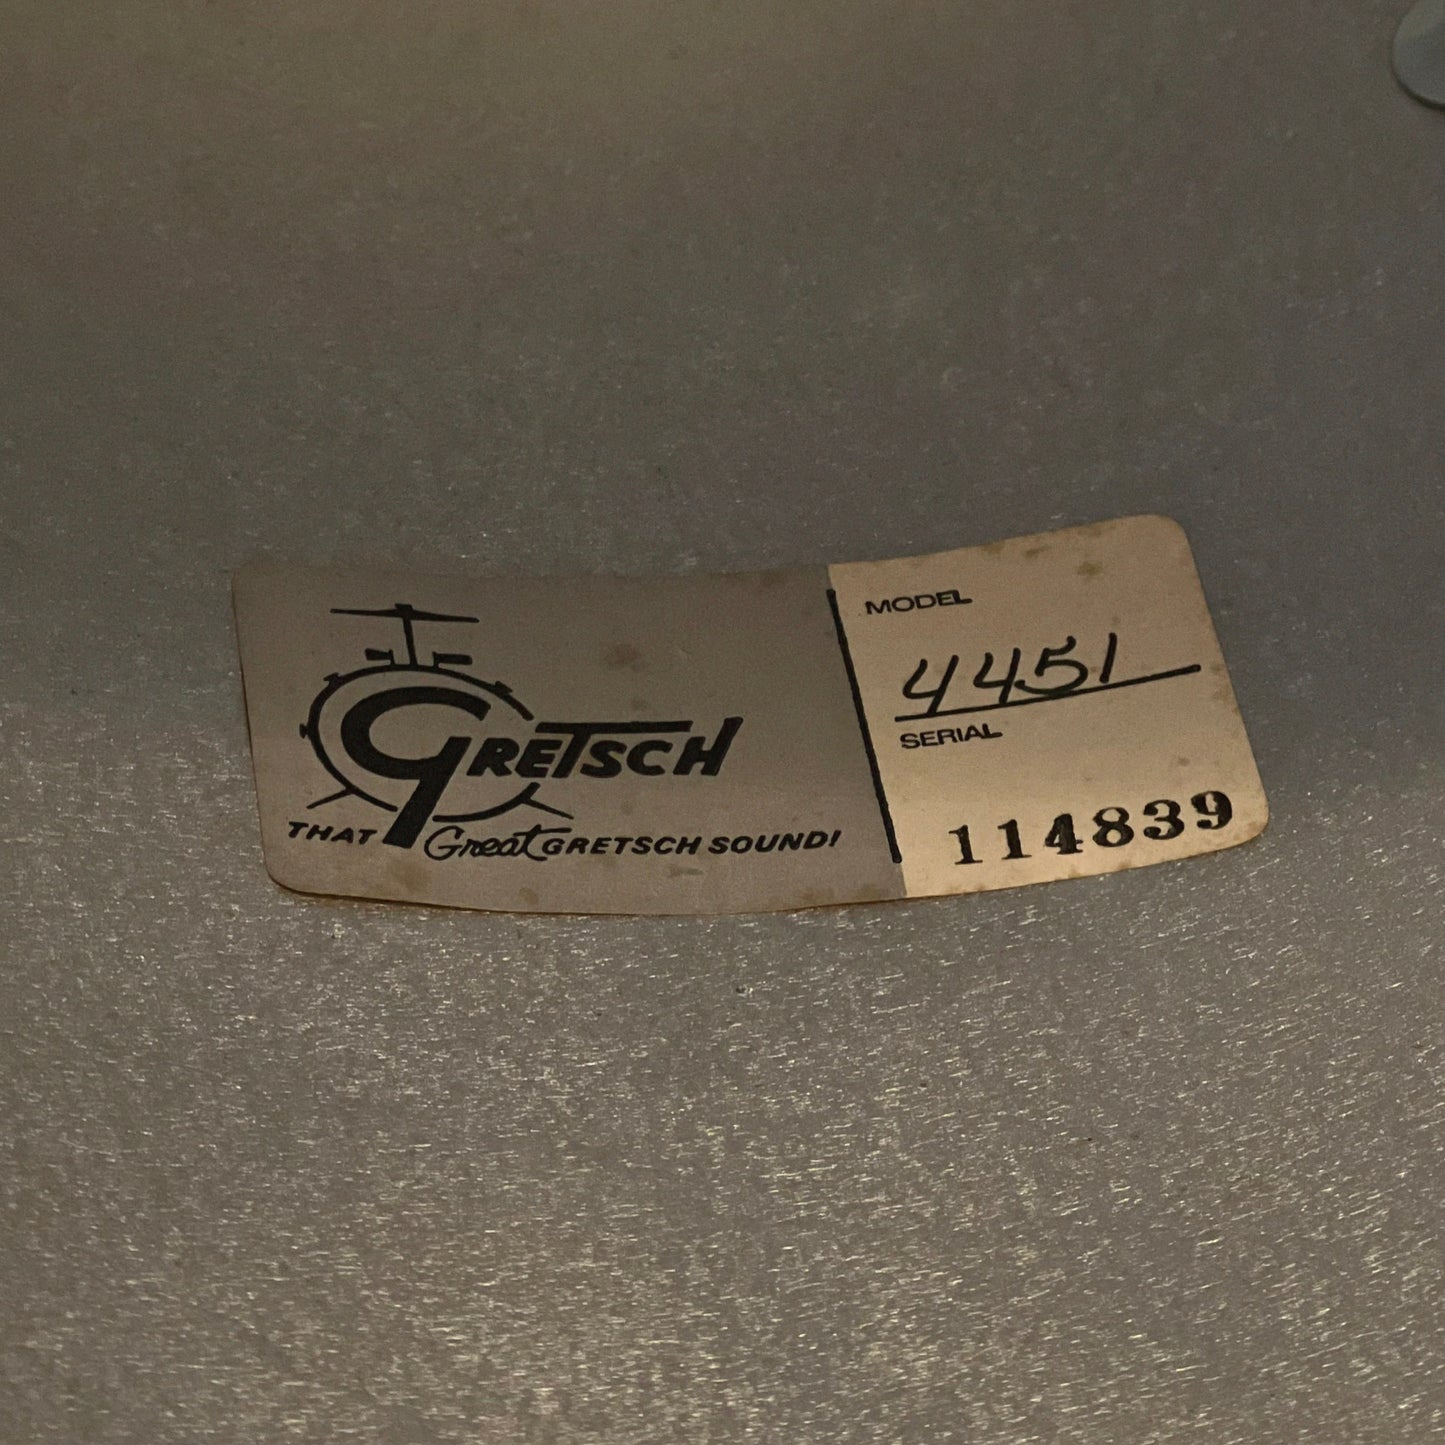 GRETSCH
THAT Great GRETSCH SOUND!
MODEL
4451
SERIAL
114839